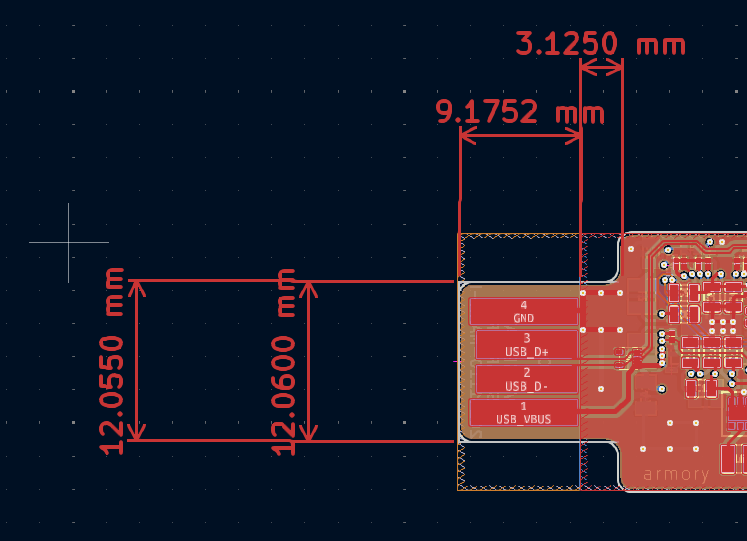 3.1250 mm
9.1752 mm
12.0550 mm
12.0600 mm
4
GND
3
USB_D+
2
USB_D-
1
USB_VBUS
armory